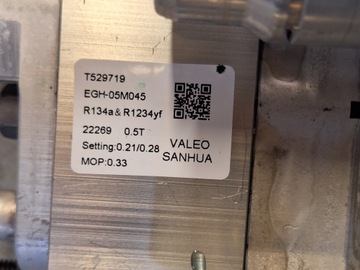 T529719
EGH-05M045
R134a & R1234yf
22269 0.5T
Setting:0.21/0.28
MOP:0.33
VALEO
SANHUA